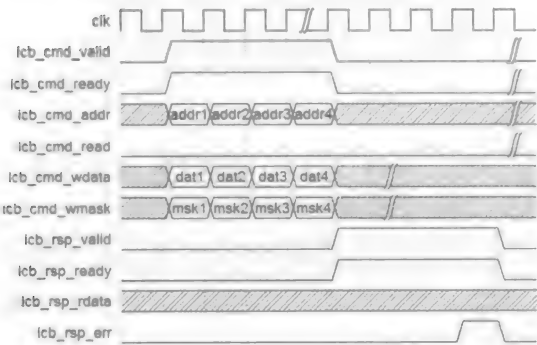 clk
icb_cmd_valid
icb_cmd_ready
icb_cmd_addr addr1 addr2 addr3 addr4
icb_cmd_read
icb_cmd_wdata dat1 dat2 dat3 dat4
icb_cmd_wmask msk1 msk2 msk3 msk4
icb_rsp_valid
icb_rsp_ready
icb_rsp_rdata
icb_rsp_err